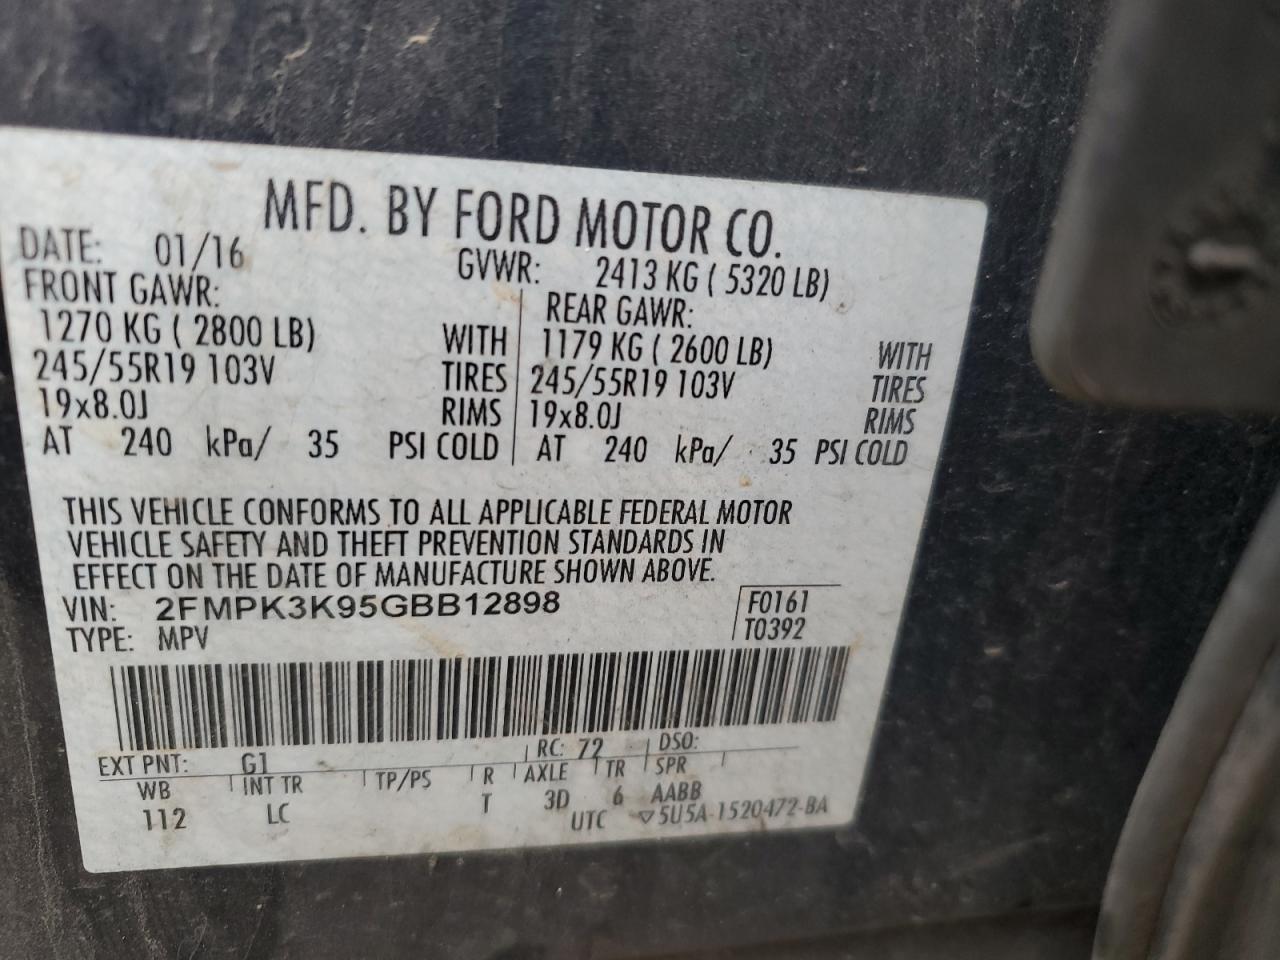 MFD. BY FORD MOTOR CO.
DATE: 01/16 GVWR: 2413 KG ( 5320 LB)
FRONT GAWR: REAR GAWR:
1270 KG ( 2800 LB) WITH 1179 KG ( 2600 LB) WITH
245/55R19 103V TIRES 245/55R19 103V TIRES
19x8.0J RIMS 19x8.0J RIMS
AT 240 kPa/ 35 PSI COLD AT 240 kPa/ 35 PSI COLD
THIS VEHICLE CONFORMS TO ALL APPLICABLE FEDERAL MOTOR
VEHICLE SAFETY AND THEFT PREVENTION STANDARDS IN
EFFECT ON THE DATE OF MANUFACTURE SHOWN ABOVE.
VIN: 2FMPK3K95GBB12898 F0161
TYPE: MPV T0392
EXT PNT: G1 RC: 72 DSO:
WB INT TR TP/PS R AXLE TR SPR
112 LC T 3D 6 AABB
UTC ▽5U5A-1520472-BA